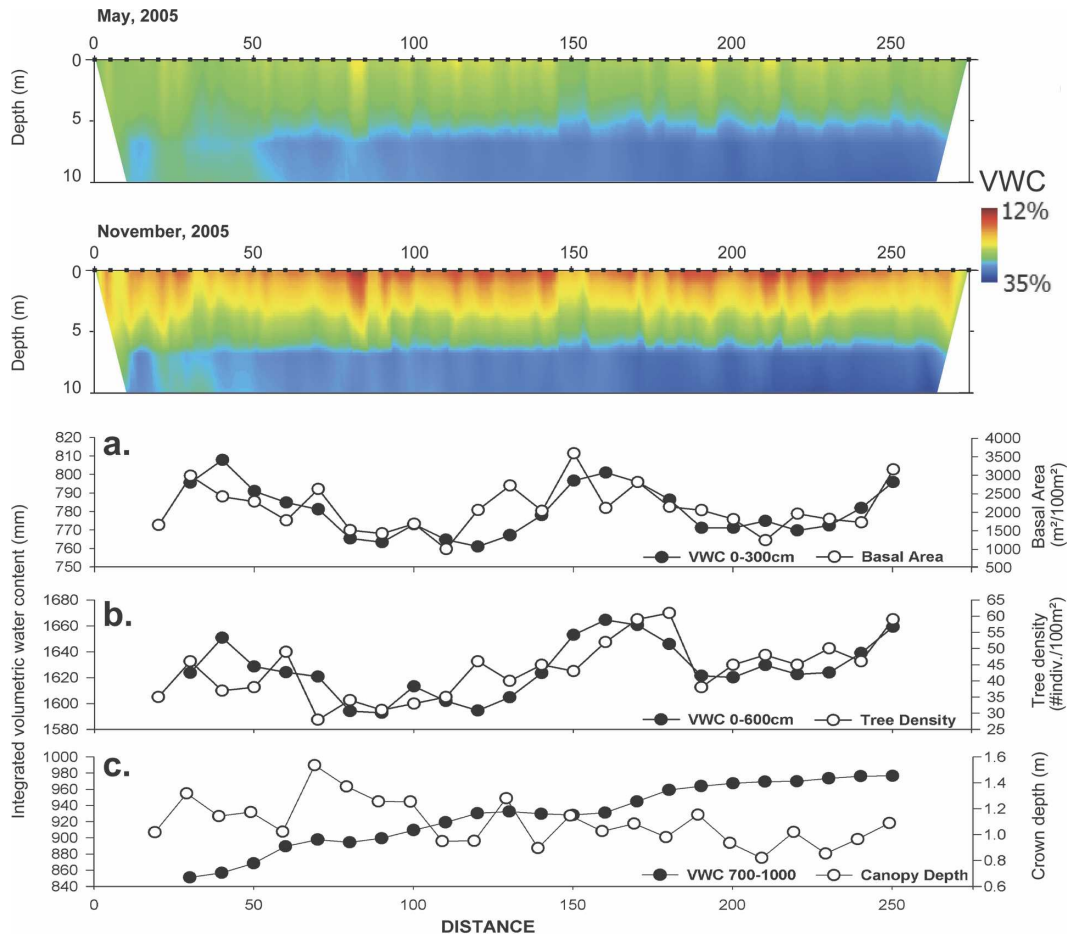 May, 2005
0 50 100 150 200 250
Depth (m)
0
5
10
VWC
12%
35%
November, 2005
0 50 100 150 200 250
Depth (m)
0
5
10
Integrated volumetric water content (mm)
a.
820
810
800
790
780
770
760
750
4000
3500
3000
2500
2000
1500
1000
500
Basal Area
(m²/100m²)
VWC 0-300cm Basal Area
b.
1680
1660
1640
1620
1600
1580
65
60
55
50
45
40
35
30
25
Tree density
(#indiv./100m²)
VWC 0-600cm Tree Density
c.
1000
980
960
940
920
900
880
860
840
1.6
1.4
1.2
1.0
0.8
0.6
Crown depth (m)
VWC 700-1000 Canopy Depth
0 50 100 150 200 250
DISTANCE